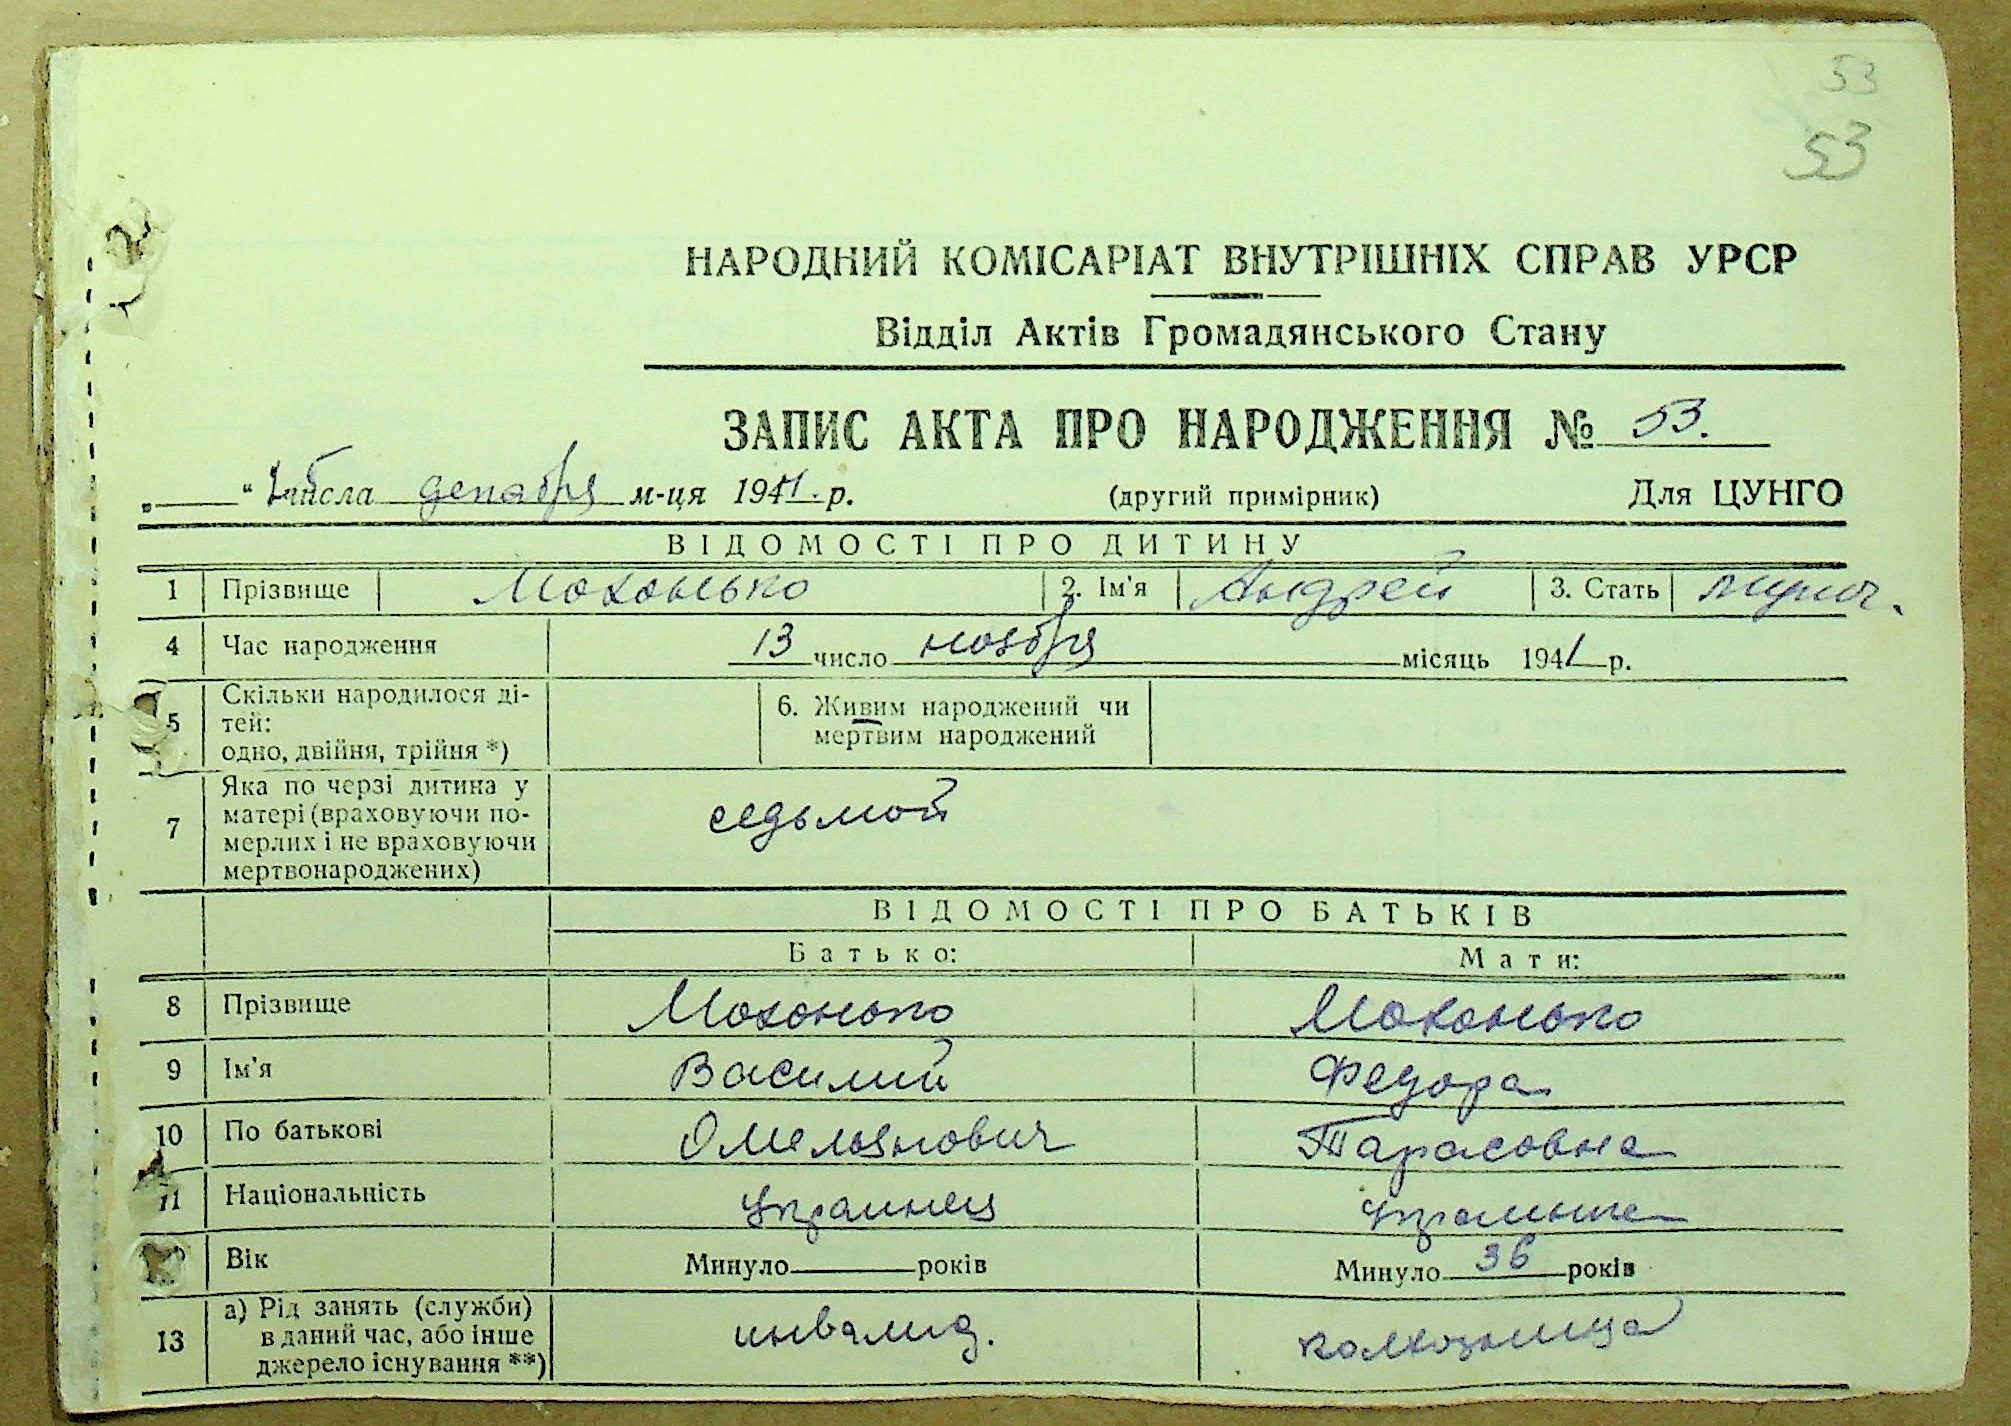 53
53
НАРОДНИЙ КОМІСАРІАТ ВНУТРІШНІХ СПРАВ УРСР
Відділ Актів Громадянського Стану
ЗАПИС АКТА ПРО НАРОДЖЕННЯ № 53.
„ “ числа декабря м-ця 1941. р. (другий примірник) Для ЦУНГО
ВІДОМОСТІ ПРО ДИТИНУ
1 Прізвище Мохонько 2. Ім'я Андрей 3. Стать
4 Час народження 13 число ноября місяць 1941 р.
5 Скільки народилося ді-
тей:
одно, двійня, трійня *)
6. Живим народжений чи
мертвим народжений
7 Яка по черзі дитина у
матері (враховуючи по-
мерлих і не враховуючи
мертвонароджених)
седьмой
ВІДОМОСТІ ПРО БАТЬКІВ
Батько: Мати:
8 Прізвище Мохонько Мохонько
9 Ім'я Василий Федора
10 По батькові Омельянович Тарасовна
11 Національність украинец украинка
Вік Минуло років Минуло 36 років
13 а) Рід занять (служби)
в даний час, або інше
джерело існування **)
инвалид. колхозница